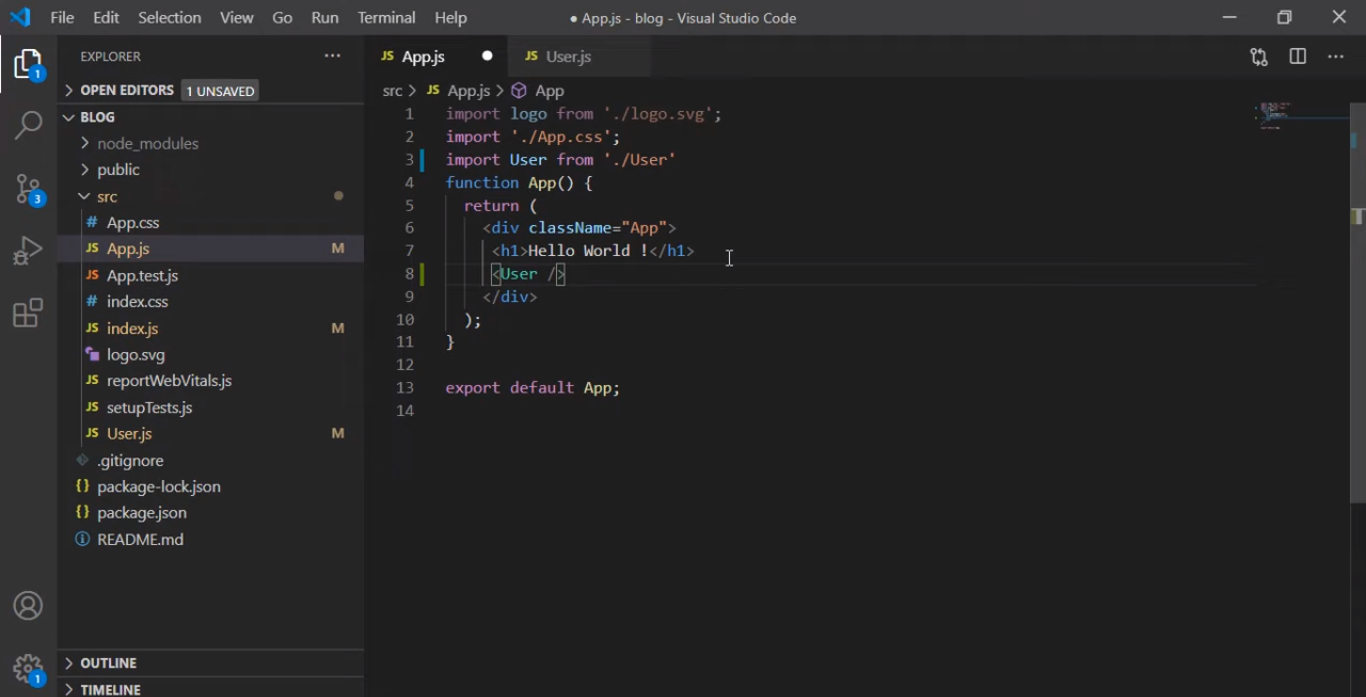 File Edit Selection View Go Run Terminal Help
● App.js - blog - Visual Studio Code
EXPLORER
OPEN EDITORS 1 UNSAVED
BLOG
node_modules
public
src
# App.css
JS App.js M
JS App.test.js
# index.css
JS index.js M
logo.svg
JS reportWebVitals.js
JS setupTests.js
JS User.js M
.gitignore
{} package-lock.json
{} package.json
README.md
OUTLINE
TIMELINE
1
3
1
JS App.js
JS User.js
src > JS App.js > App
1 import logo from './logo.svg';
2 import './App.css';
3 import User from './User'
4 function App() {
5 return (
6 <div className="App">
7 <h1>Hello World !</h1>
8 <User />
9 </div>
10 );
11 }
12
13 export default App;
14